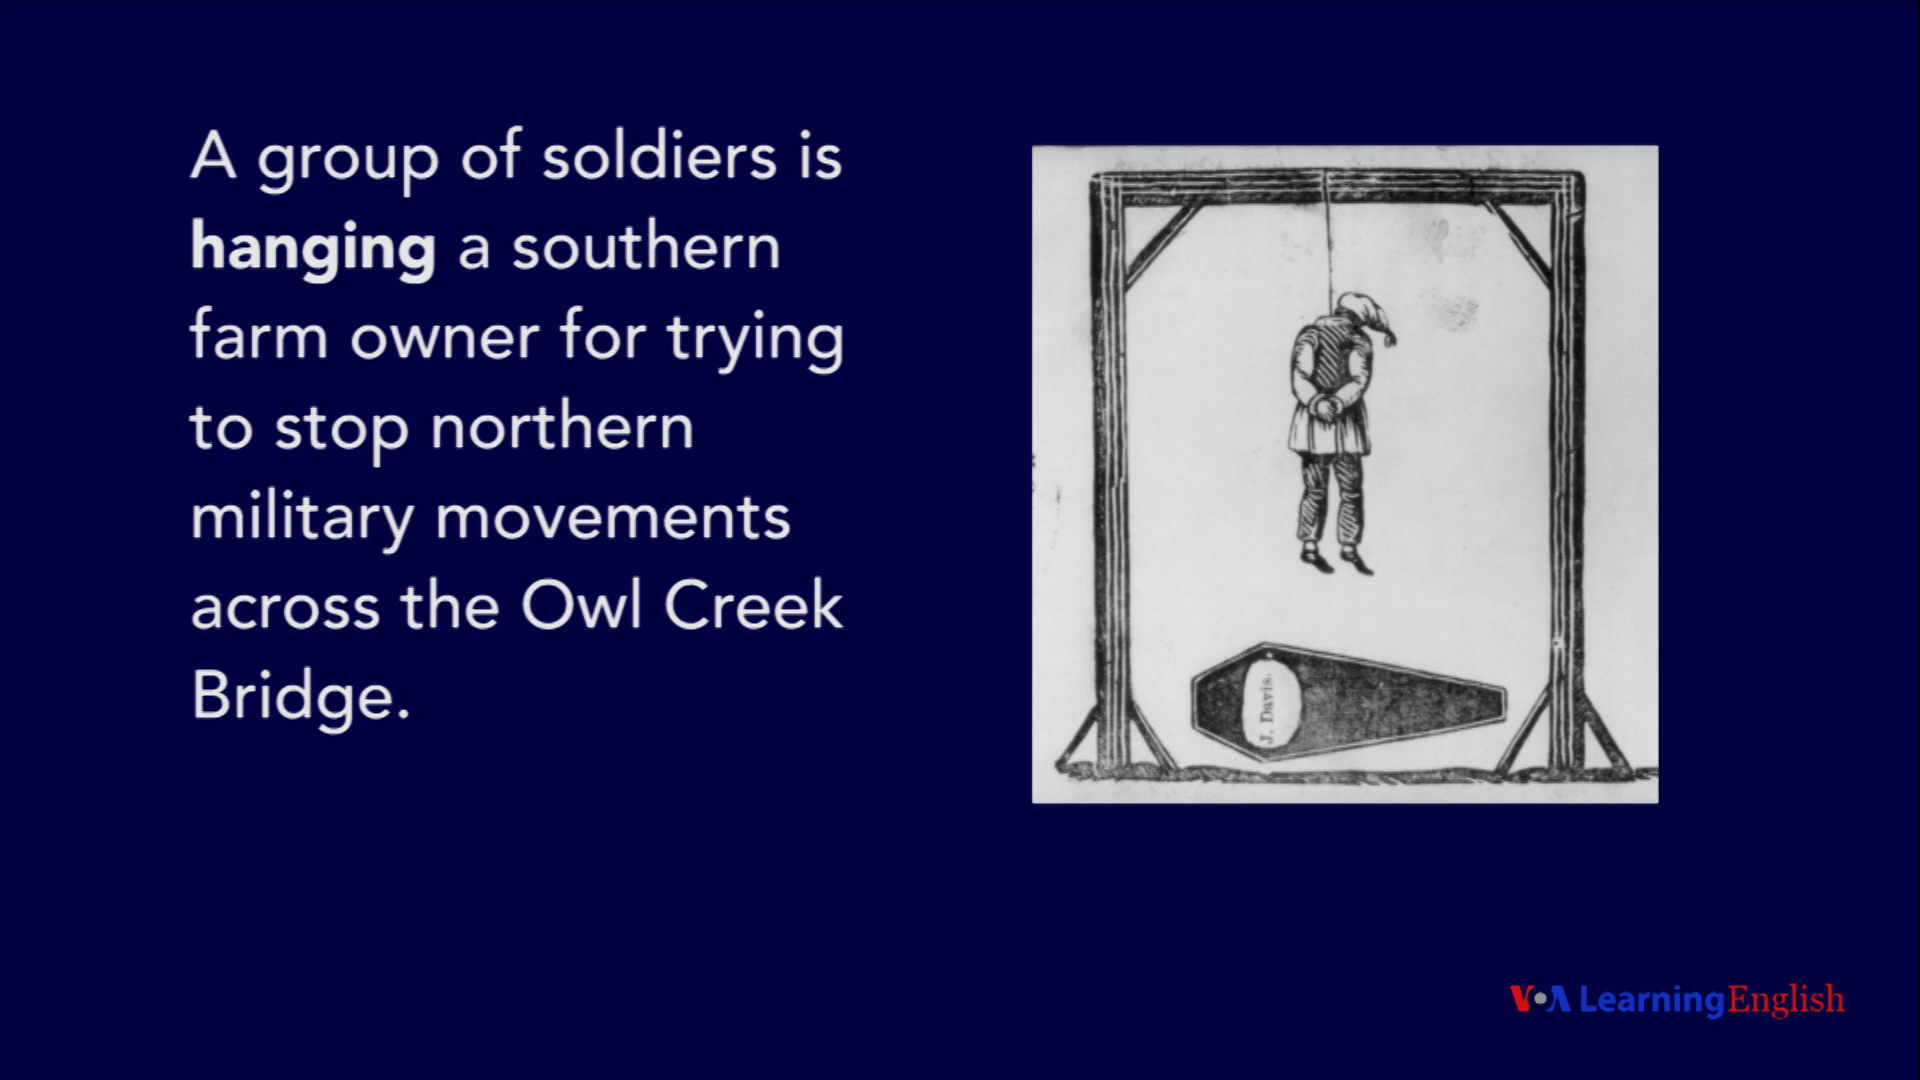 A group of soldiers is
hanging a southern
farm owner for trying
to stop northern
military movements
across the Owl Creek
Bridge.
J. Davis.
VOA LearningEnglish